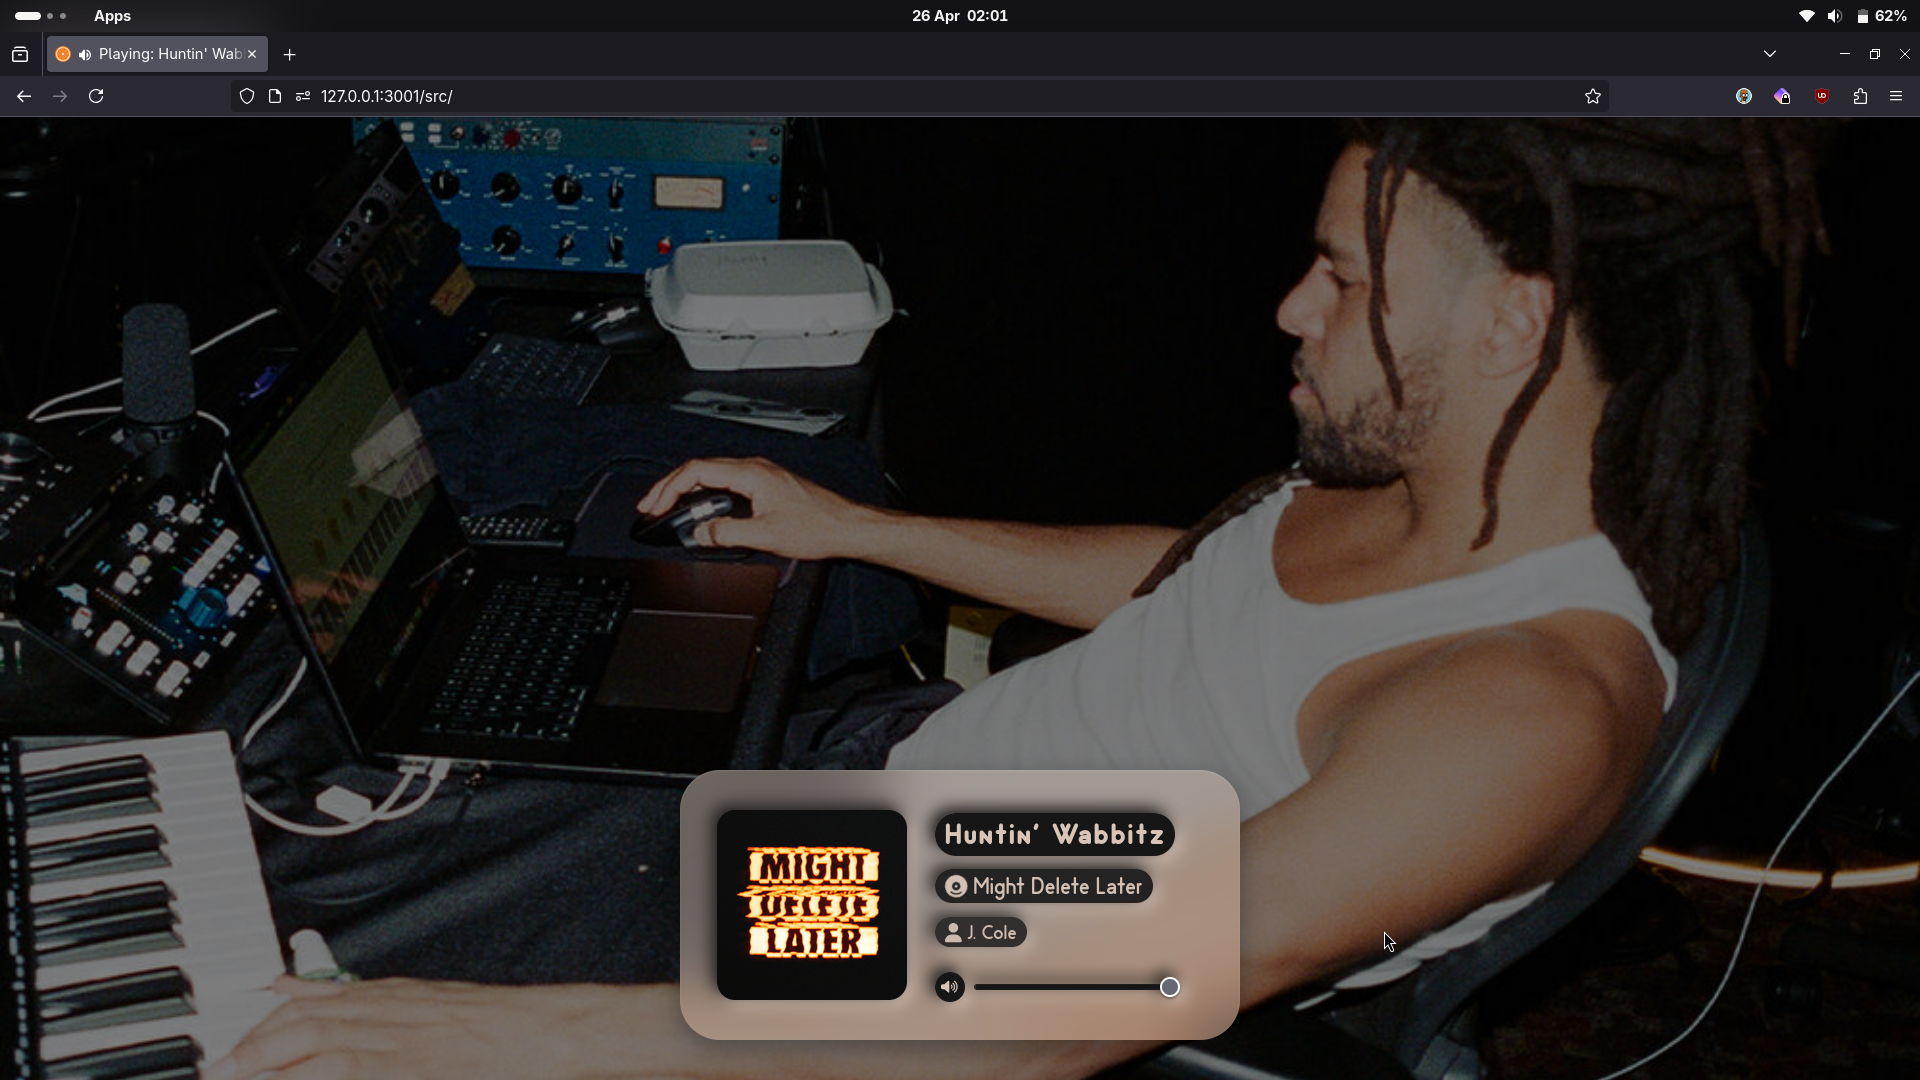 Apps
26 Apr 02:01
62%
Playing: Huntin' Wab
127.0.0.1:3001/src/
MIGHT
DELETE
LATER
Huntin' Wabbitz
Might Delete Later
J. Cole